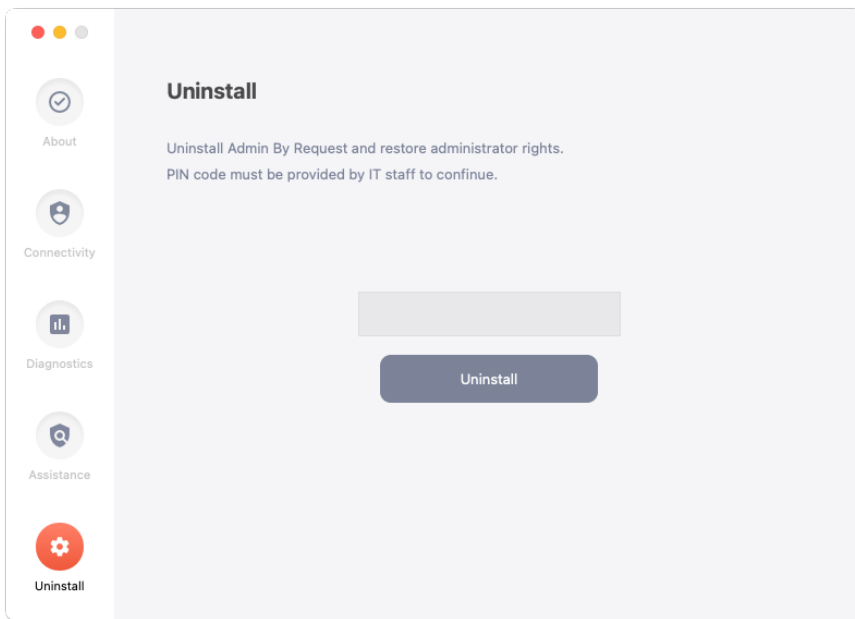 About
Connectivity
Diagnostics
Assistance
Uninstall
Uninstall
Uninstall Admin By Request and restore administrator rights.
PIN code must be provided by IT staff to continue.
Uninstall